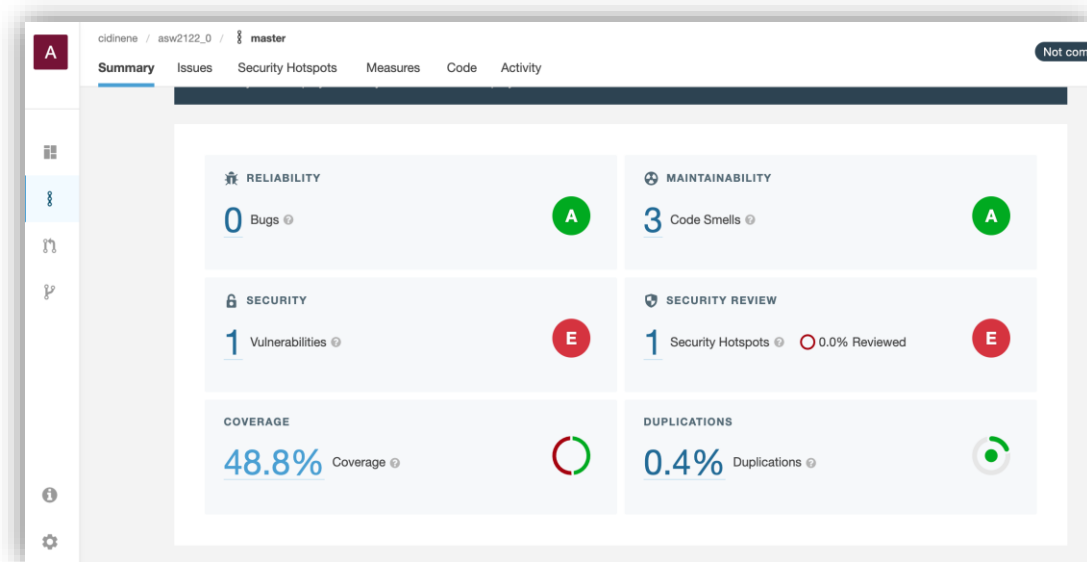 cidinene / asw2122_0 / master
A
Not com
Summary Issues Security Hotspots Measures Code Activity
RELIABILITY
0 Bugs
A
MAINTAINABILITY
3 Code Smells
A
SECURITY
1 Vulnerabilities
E
SECURITY REVIEW
1 Security Hotspots 0.0% Reviewed
E
COVERAGE
48.8% Coverage
DUPLICATIONS
0.4% Duplications